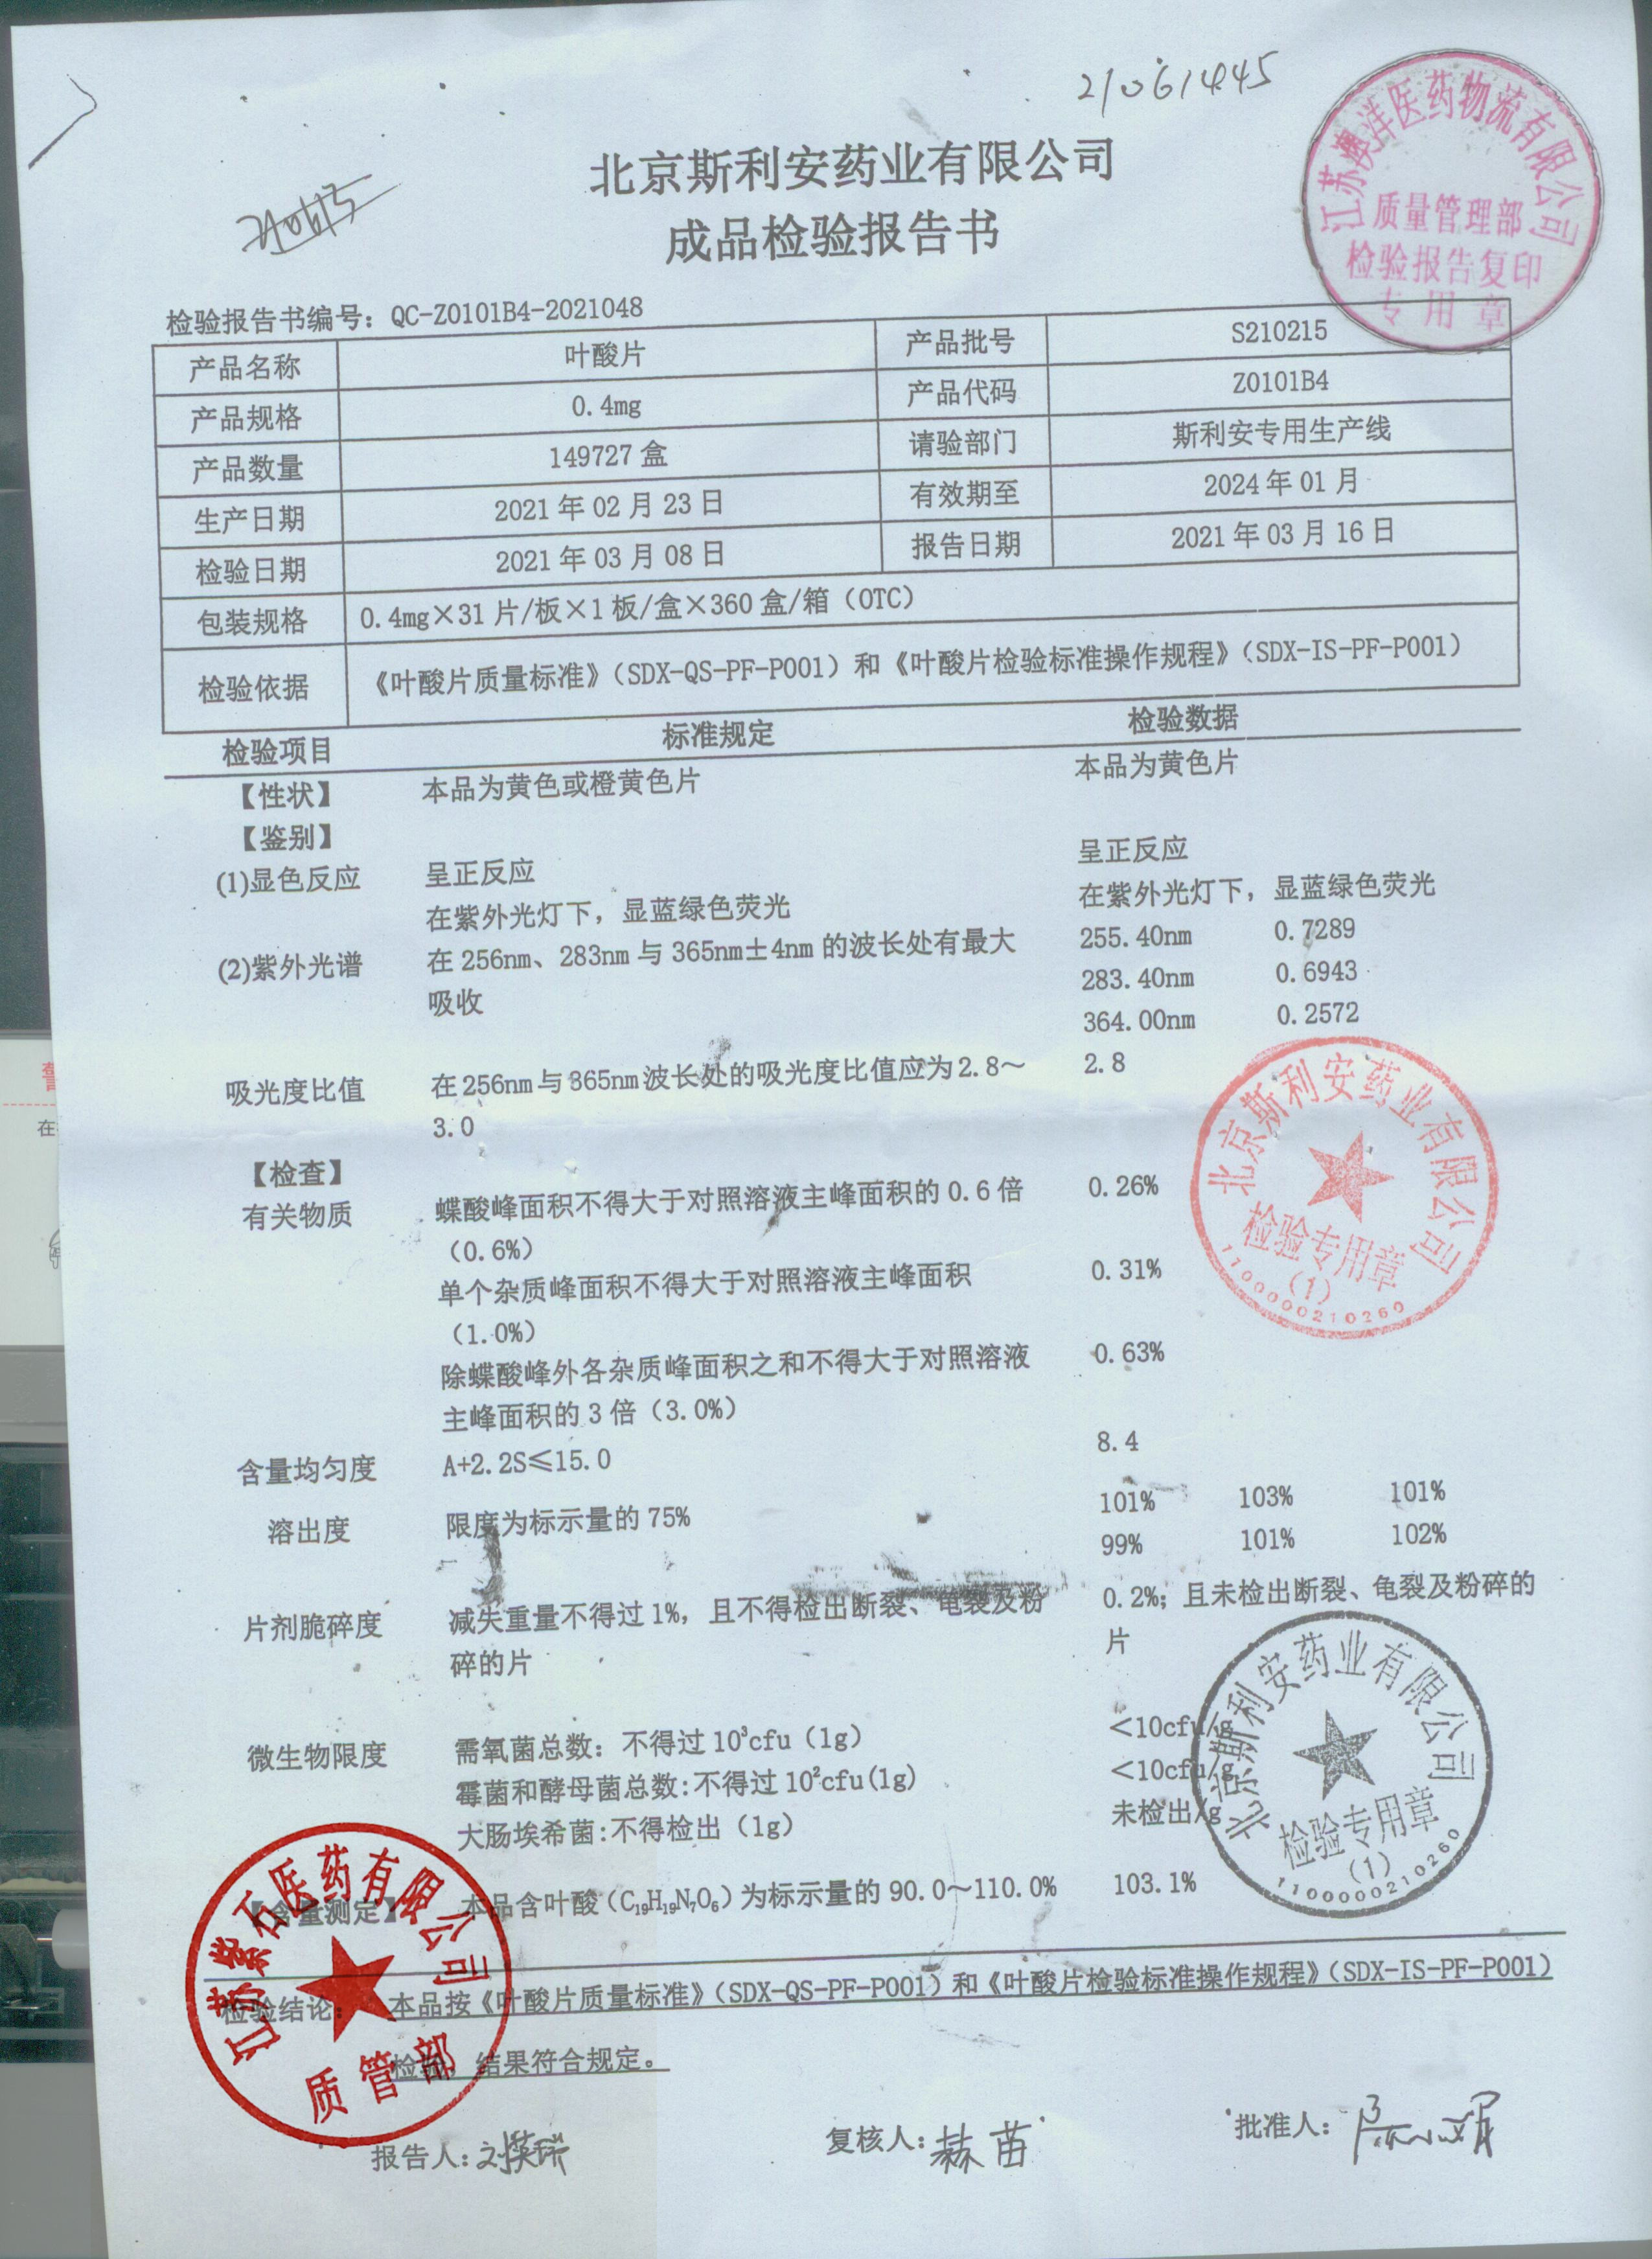 21061445
江苏澳洋医药物流有限公司
质量管理部
检验报告复印
专用章
北京斯利安药业有限公司
成品检验报告书
检验报告书编号：QC-Z0101B4-2021048
产品名称 叶酸片 产品批号 S210215
产品规格 0.4mg 产品代码 Z0101B4
产品数量 149727盒 请验部门 斯利安专用生产线
生产日期 2021年02月23日 有效期至 2024年01月
检验日期 2021年03月08日 报告日期 2021年03月16日
包装规格 0.4mg×31片/板×1板/盒×360盒/箱（OTC）
检验依据 《叶酸片质量标准》（SDX-QS-PF-P001）和《叶酸片检验标准操作规程》（SDX-IS-PF-P001）
检验项目 标准规定 检验数据
【性状】 本品为黄色或橙黄色片 本品为黄色片
【鉴别】
(1)显色反应 呈正反应 呈正反应
在紫外光灯下，显蓝绿色荧光 在紫外光灯下，显蓝绿色荧光
(2)紫外光谱 在256nm、283nm与365nm±4nm的波长处有最大 255.40nm 0.7289
吸收 283.40nm 0.6943
364.00nm 0.2572
吸光度比值 在256nm与365nm波长处的吸光度比值应为2.8～ 2.8
3.0
【检查】
有关物质 蝶酸峰面积不得大于对照溶液主峰面积的0.6倍 0.26%
（0.6%）
单个杂质峰面积不得大于对照溶液主峰面积 0.31%
（1.0%）
除蝶酸峰外各杂质峰面积之和不得大于对照溶液 0.63%
主峰面积的3倍（3.0%）
含量均匀度 A+2.2S≤15.0 8.4
溶出度 限度为标示量的75% 101% 103% 101%
99% 101% 102%
片剂脆碎度 减失重量不得过1%，且不得检出断裂、龟裂及粉 0.2%；且未检出断裂、龟裂及粉碎的
碎的片 片
微生物限度 需氧菌总数：不得过10³cfu（1g） <10cfu/g
霉菌和酵母菌总数:不得过10²cfu(1g) <10cfu/g
大肠埃希菌:不得检出（1g） 未检出/g
【含量测定】 本品含叶酸（C₁₉H₁₉N₇O₆）为标示量的90.0～110.0% 103.1%
检验结论： 本品按《叶酸片质量标准》（SDX-QS-PF-P001）和《叶酸片检验标准操作规程》（SDX-IS-PF-P001）
检验，结果符合规定。
报告人: 复核人: 林苗 批准人:
北京斯利安药业有限公司
检验专用章
（1）
1100000210260
北京斯利安药业有限公司
检验专用章
（1）
1100000210260
江苏紫石医药有限公司
质管部